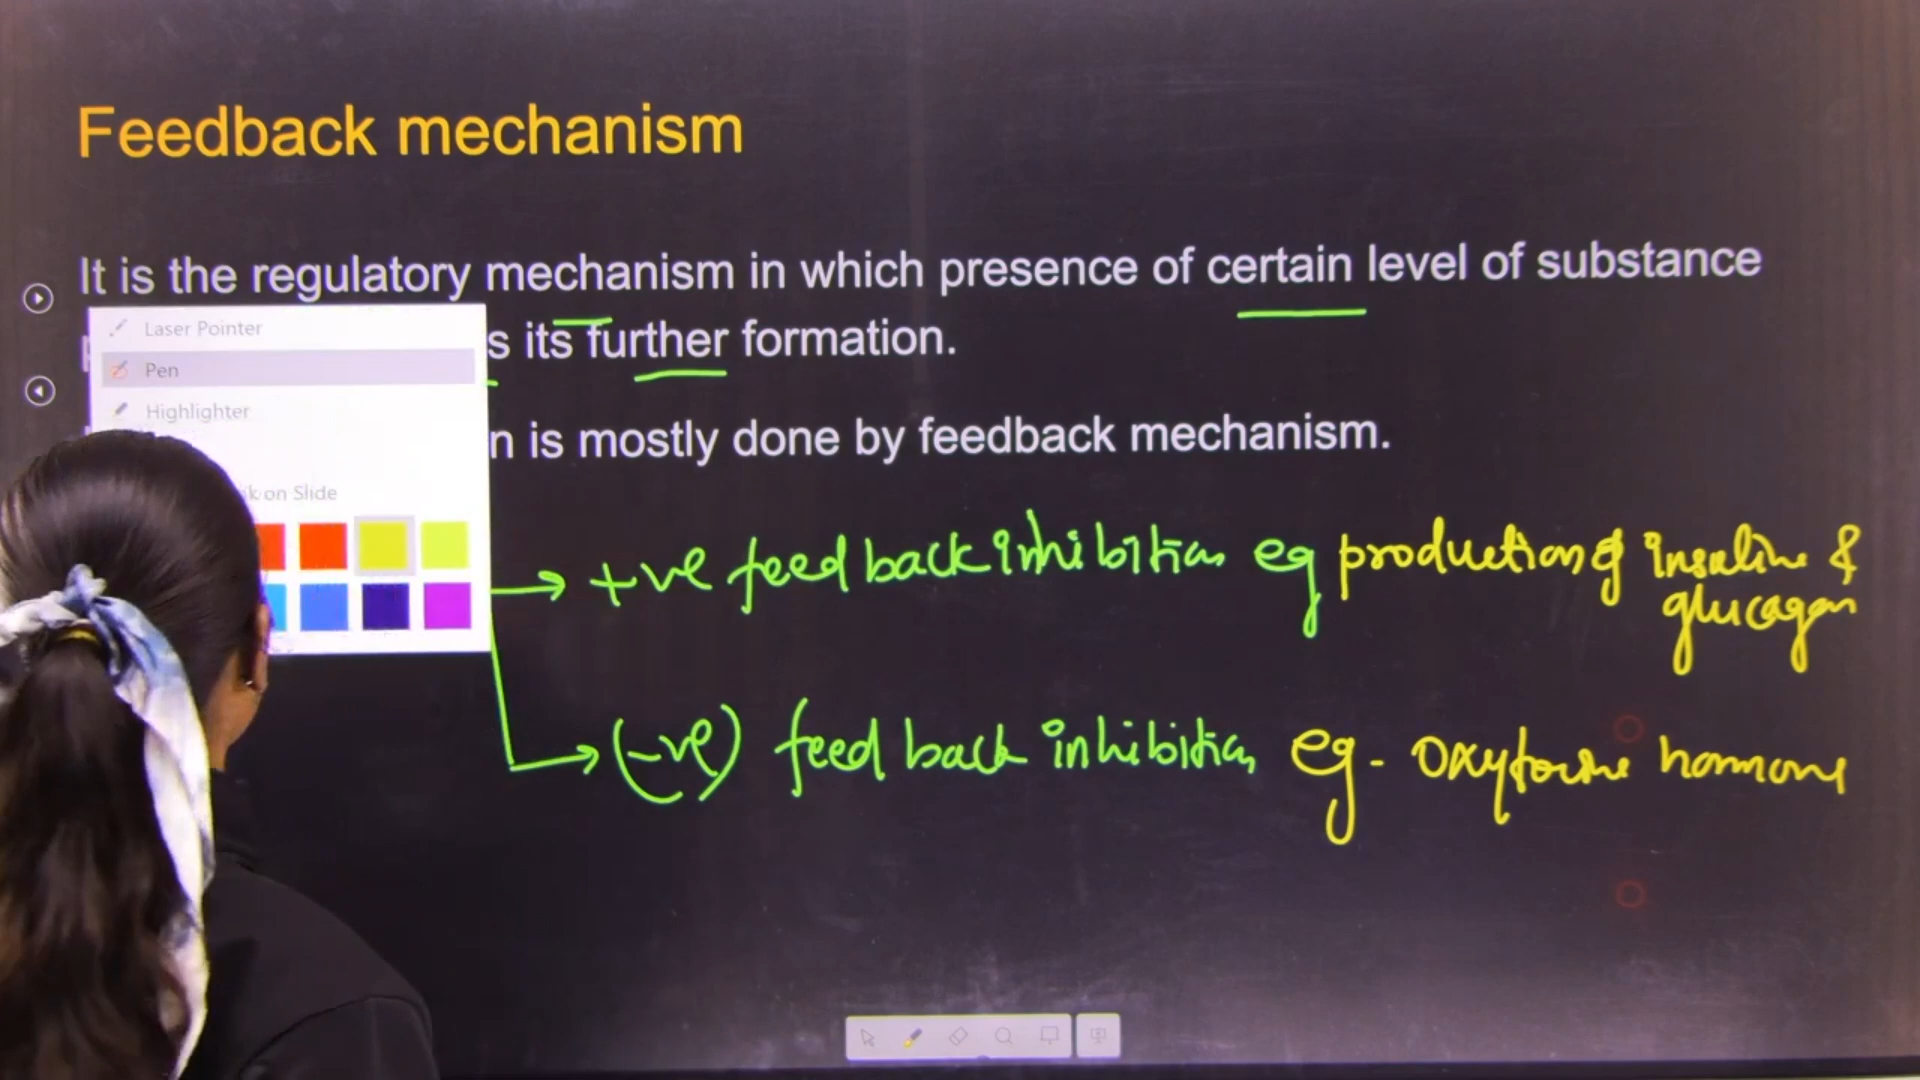 Feedback mechanism
It is the regulatory mechanism in which presence of certain level of substance
s its further formation.
n is mostly done by feedback mechanism.
Laser Pointer
Pen
Highlighter
k on Slide
→ +ve feed back inhibition eg production of insuline &
glucagon
→ (-ve) feed back inhibition eg - oxytocine hormone